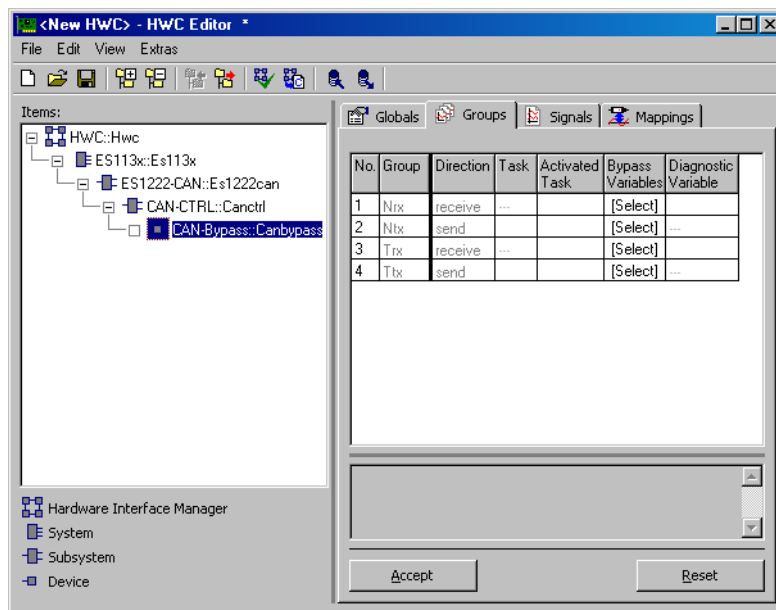 <New HWC> - HWC Editor *
File Edit View Extras
Items:
HWC::Hwc
ES113x::Es113x
ES1222-CAN::Es1222can
CAN-CTRL::Canctrl
CAN-Bypass::Canbypass
Hardware Interface Manager
System
Subsystem
Device
Globals Groups Signals Mappings
No. Group Direction Task Activated Task Bypass Variables Diagnostic Variable
1 Nrx receive --- [Select]
2 Ntx send [Select] ---
3 Trx receive --- [Select]
4 Ttx send [Select] ---
Accept Reset